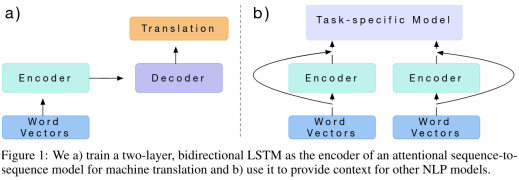 a)
Translation
Encoder
Decoder
Word
Vectors
b)
Task-specific Model
Encoder
Encoder
Word
Vectors
Word
Vectors
Figure 1: We a) train a two-layer, bidirectional LSTM as the encoder of an attentional sequence-to-
sequence model for machine translation and b) use it to provide context for other NLP models.